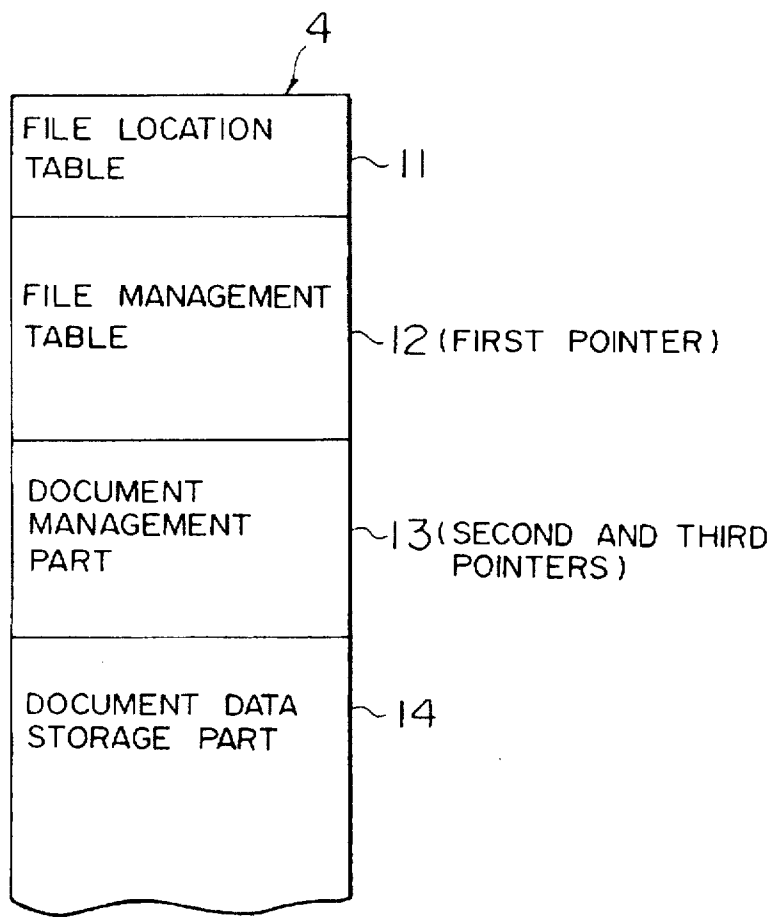 4
FILE LOCATION
TABLE
11
FILE MANAGEMENT
TABLE
12 (FIRST POINTER)
DOCUMENT
MANAGEMENT
PART
13 (SECOND AND THIRD
POINTERS)
DOCUMENT DATA
STORAGE PART
14